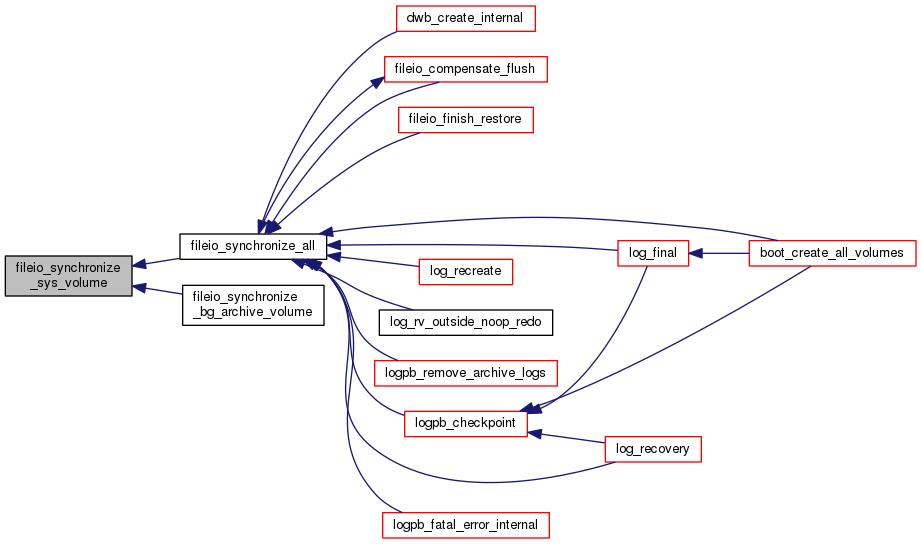 dwb_create_internal
fileio_compensate_flush
fileio_finish_restore
fileio_synchronize_all
log_final
boot_create_all_volumes
fileio_synchronize
_sys_volume
log_recreate
fileio_synchronize
_bg_archive_volume
log_rv_outside_noop_redo
logpb_remove_archive_logs
logpb_checkpoint
log_recovery
logpb_fatal_error_internal